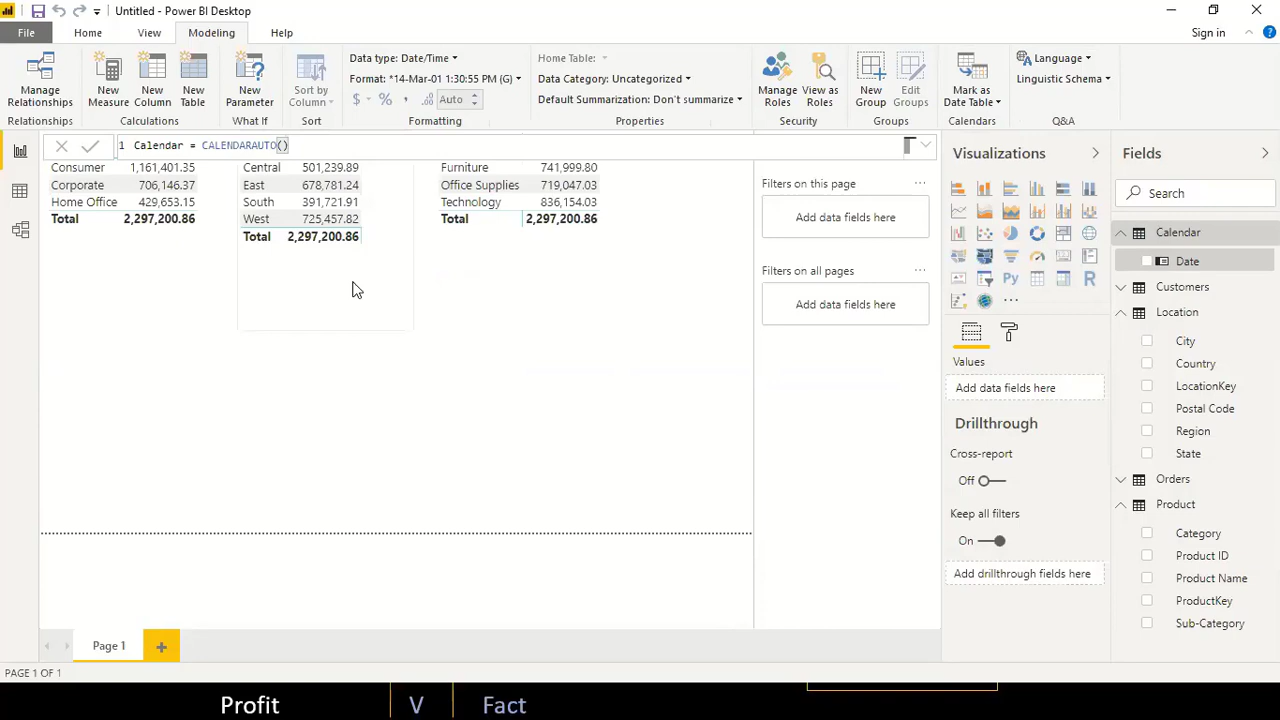 Untitled - Power BI Desktop
File Home View Modeling Help
Sign in
Manage Relationships
Relationships
New Measure
New Column
New Table
Calculations
New Parameter
What If
Sort by Column
Sort
Data type: Date/Time
Format: *14-Mar-01 1:30:55 PM (G)
$ % , Auto
Formatting
Home Table:
Data Category: Uncategorized
Default Summarization: Don't summarize
Properties
Manage Roles
View as Roles
Security
New Group
Edit Groups
Groups
Mark as Date Table
Calendars
Language
Linguistic Schema
Q&A
1 Calendar = CALENDARAUTO()
Consumer 1,161,401.35
Corporate 706,146.37
Home Office 429,653.15
Total 2,297,200.86
Central 501,239.89
East 678,781.24
South 391,721.91
West 725,457.82
Total 2,297,200.86
Furniture 741,999.80
Office Supplies 719,047.03
Technology 836,154.03
Total 2,297,200.86
Filters on this page ...
Add data fields here
Filters on all pages ...
Add data fields here
Visualizations
Py R
...
Values
Add data fields here
Drillthrough
Cross-report
Off
Keep all filters
On
Add drillthrough fields here
Fields
Search
Calendar
Date
Customers
Location
City
Country
LocationKey
Postal Code
Region
State
Orders
Product
Category
Product ID
Product Name
ProductKey
Sub-Category
Page 1
PAGE 1 OF 1
Profit V Fact